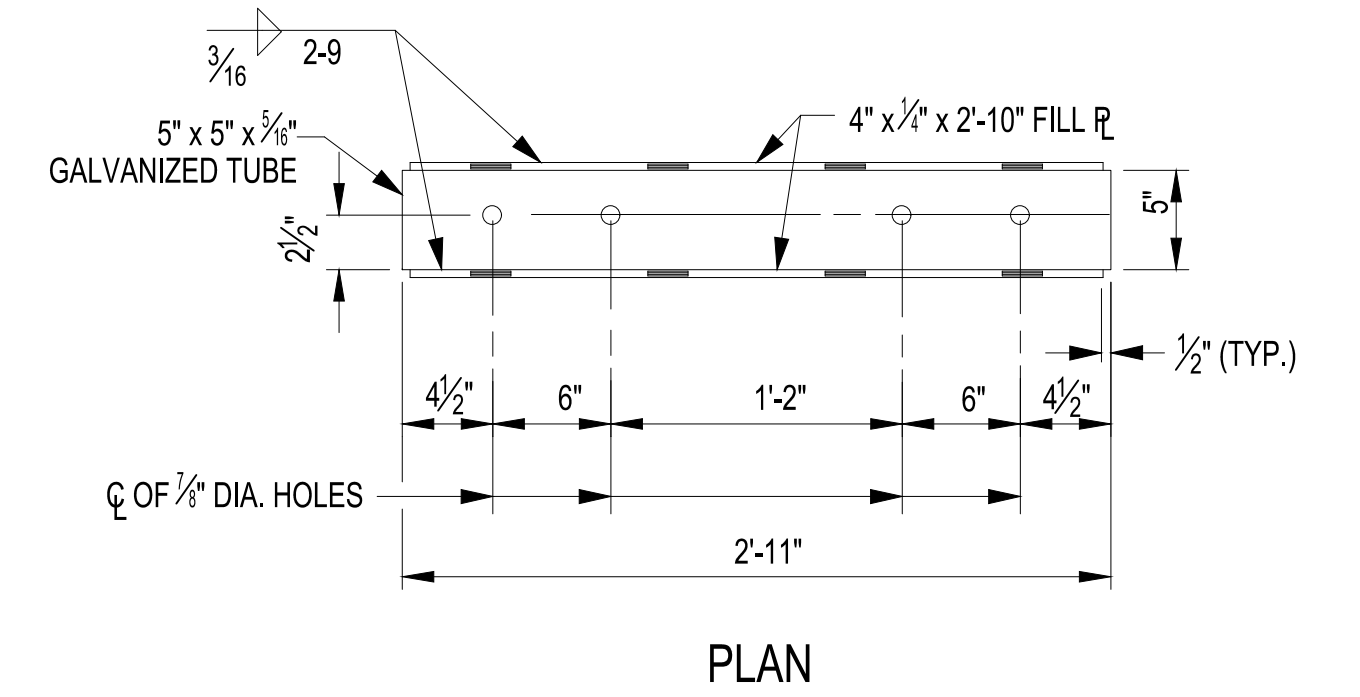 3/16 2-9
5" x 5" x 5/16"
GALVANIZED TUBE
4" x 1/4" x 2'-10" FILL PL
2 1/2"
5"
1/2" (TYP.)
4 1/2" 6" 1'-2" 6" 4 1/2"
CL OF 7/8" DIA. HOLES
2'-11"
PLAN